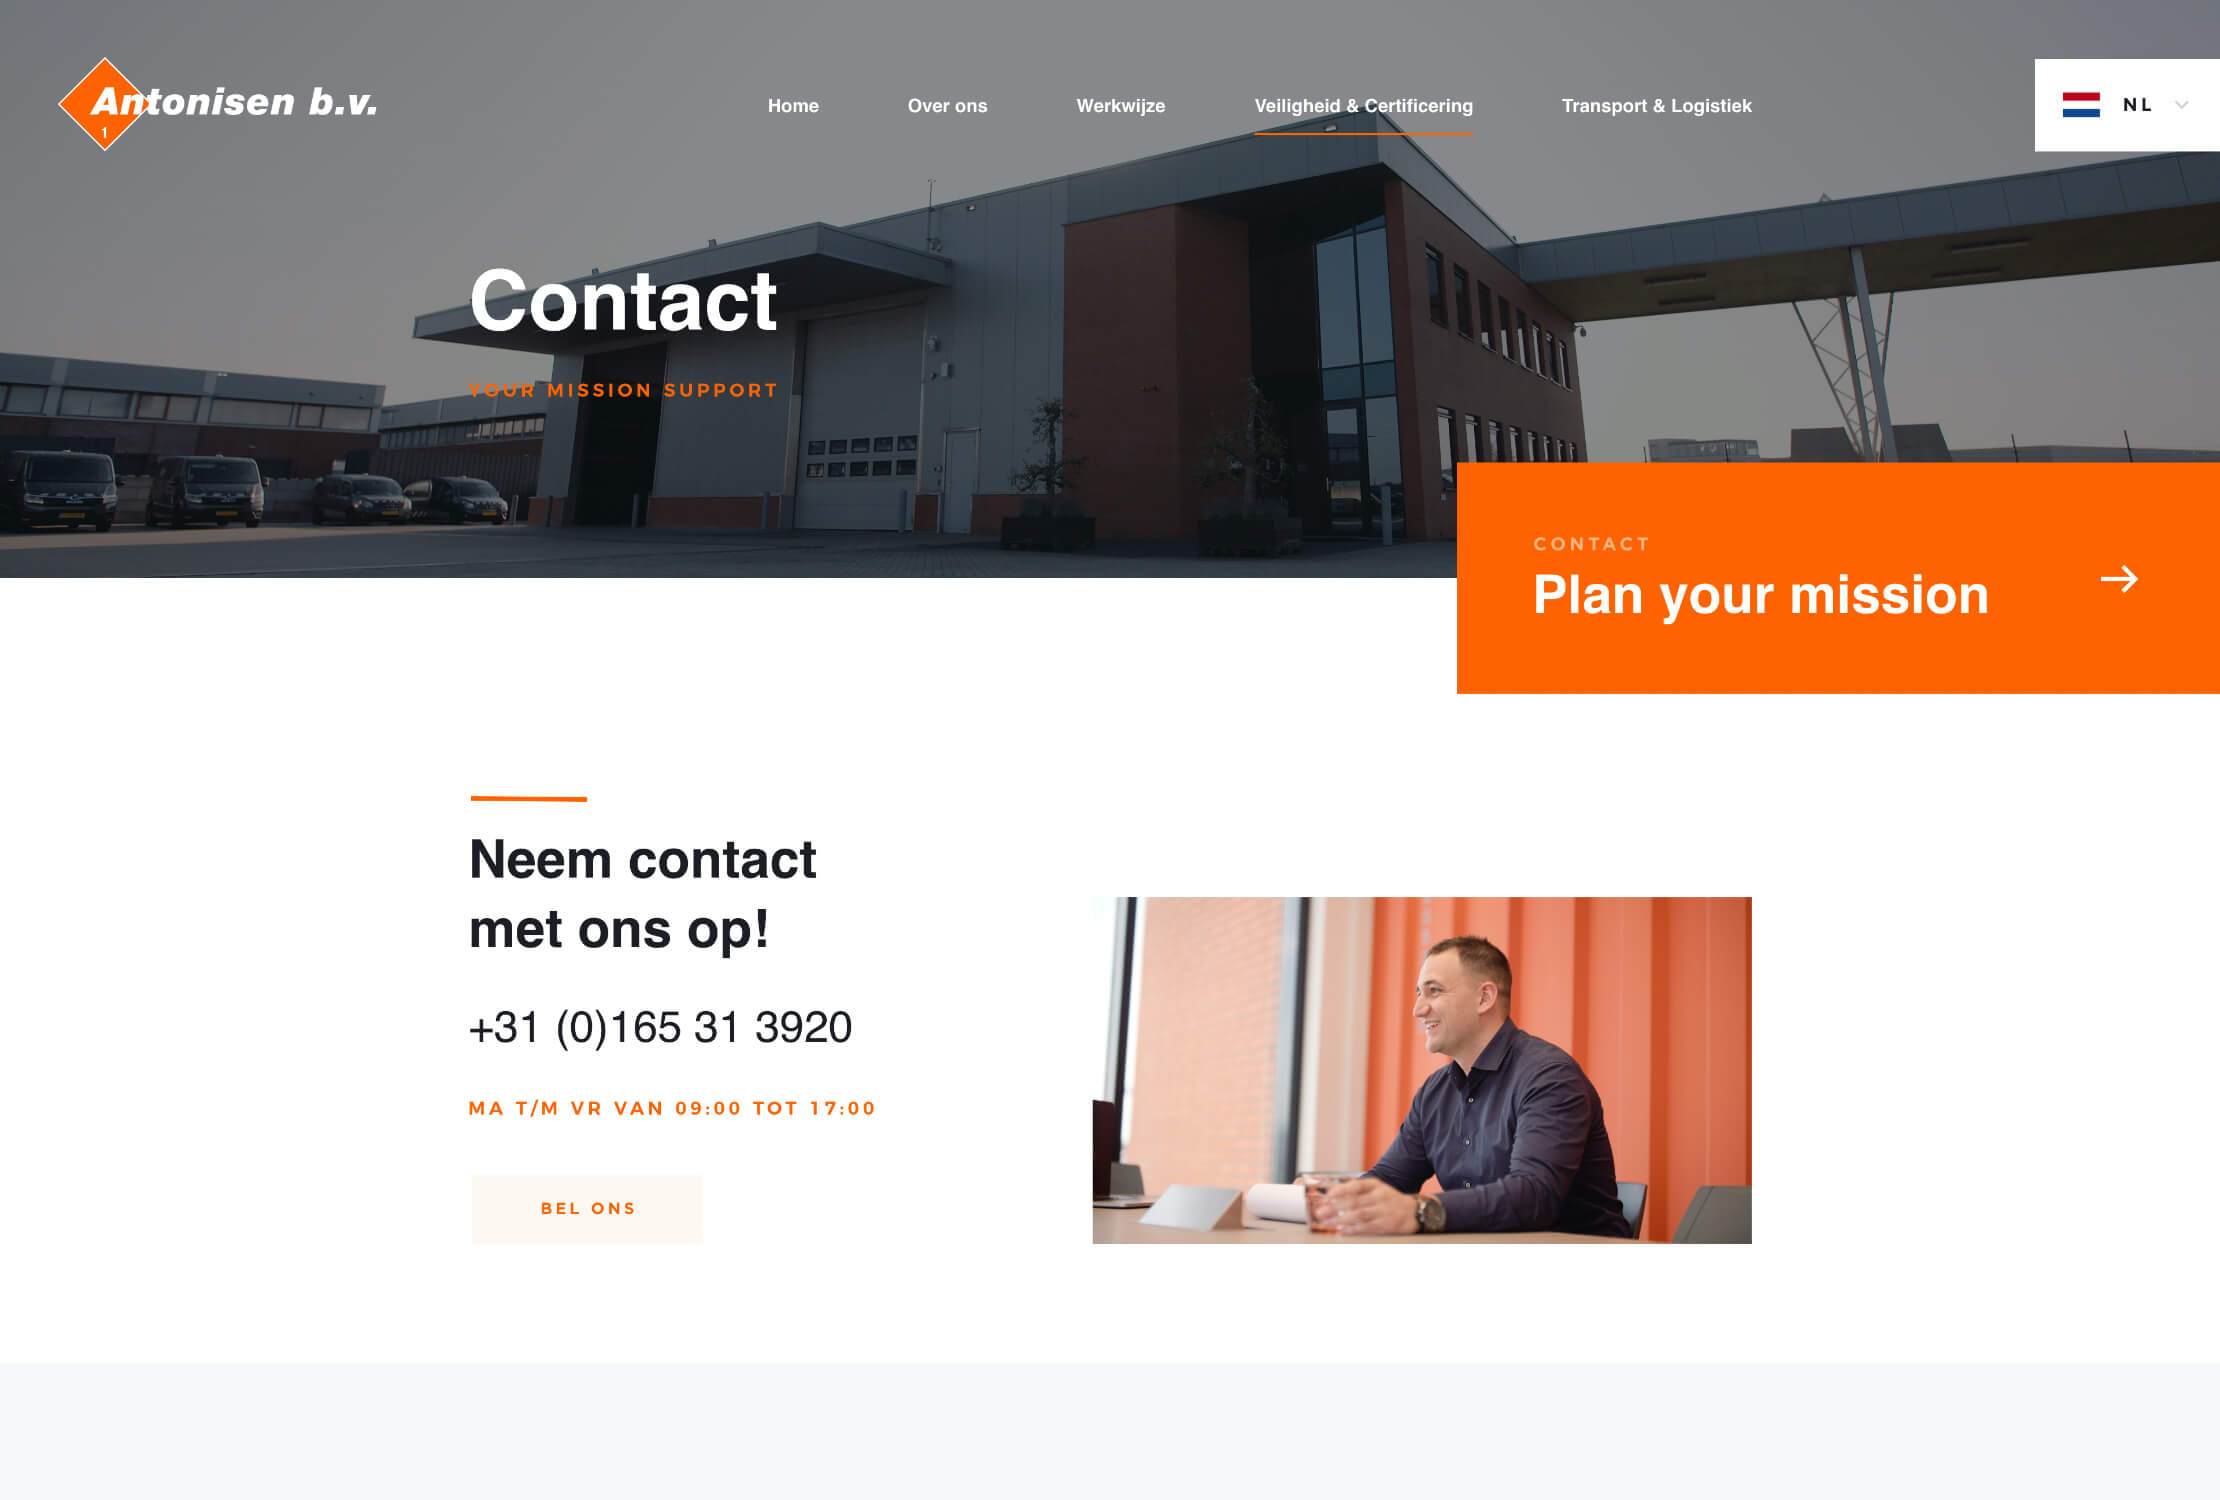 Antonisen b.v.
1
Home
Over ons
Werkwijze
Veiligheid & Certificering
Transport & Logistiek
NL
Contact
YOUR MISSION SUPPORT
CONTACT
Plan your mission
Neem contact
met ons op!
+31 (0)165 31 3920
MA T/M VR VAN 09:00 TOT 17:00
BEL ONS